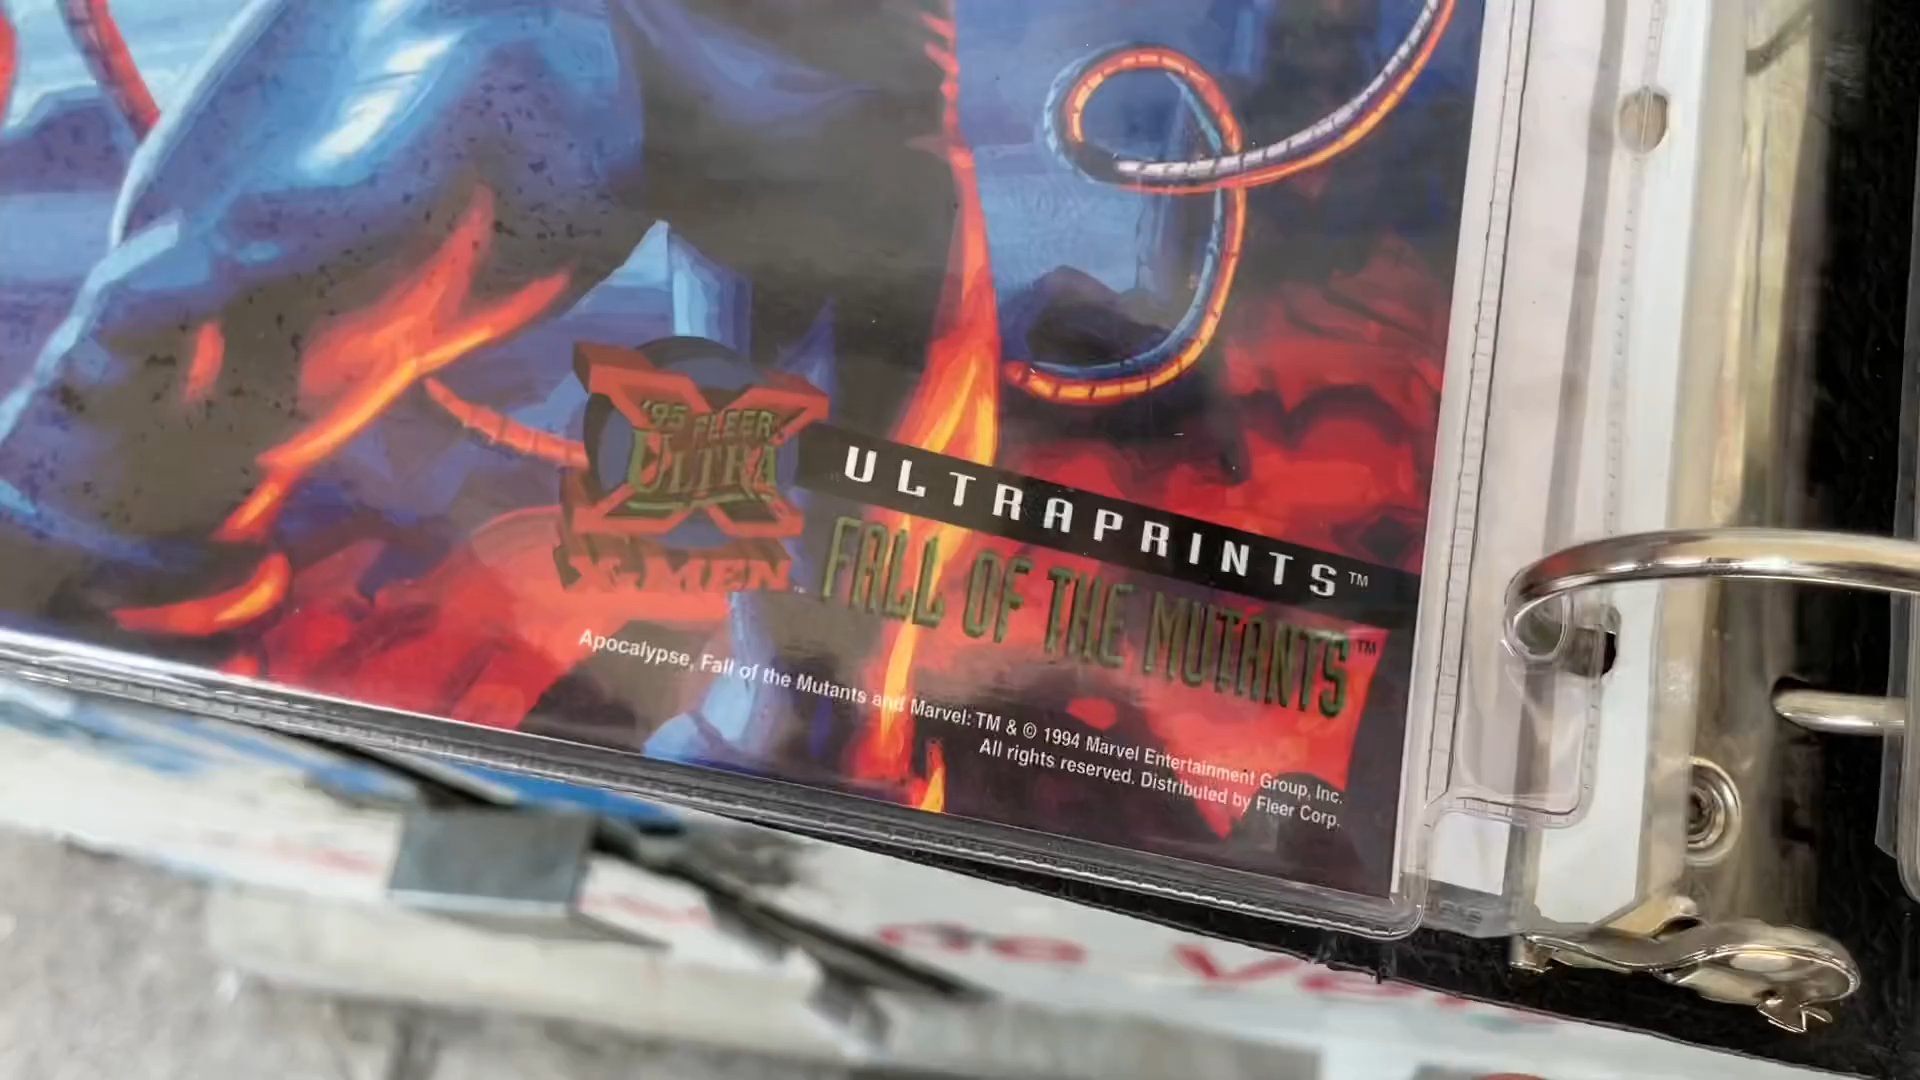 '95 FLEER
ULTRA
X-MEN
ULTRAPRINTS™
FALL OF THE MUTANTS™
Apocalypse, Fall of the Mutants and Marvel: TM & © 1994 Marvel Entertainment Group, Inc.
All rights reserved. Distributed by Fleer Corp.
de